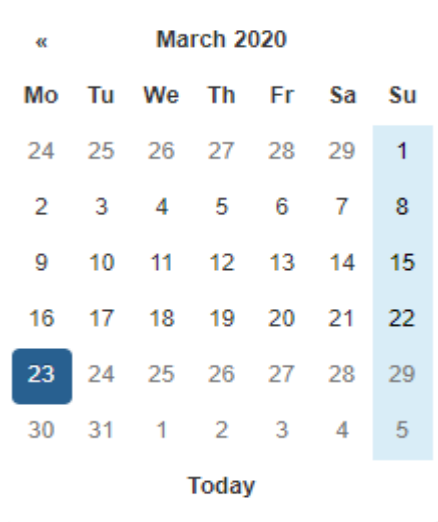 « March 2020
Mo Tu We Th Fr Sa Su
24 25 26 27 28 29 1
2 3 4 5 6 7 8
9 10 11 12 13 14 15
16 17 18 19 20 21 22
23 24 25 26 27 28 29
30 31 1 2 3 4 5
Today